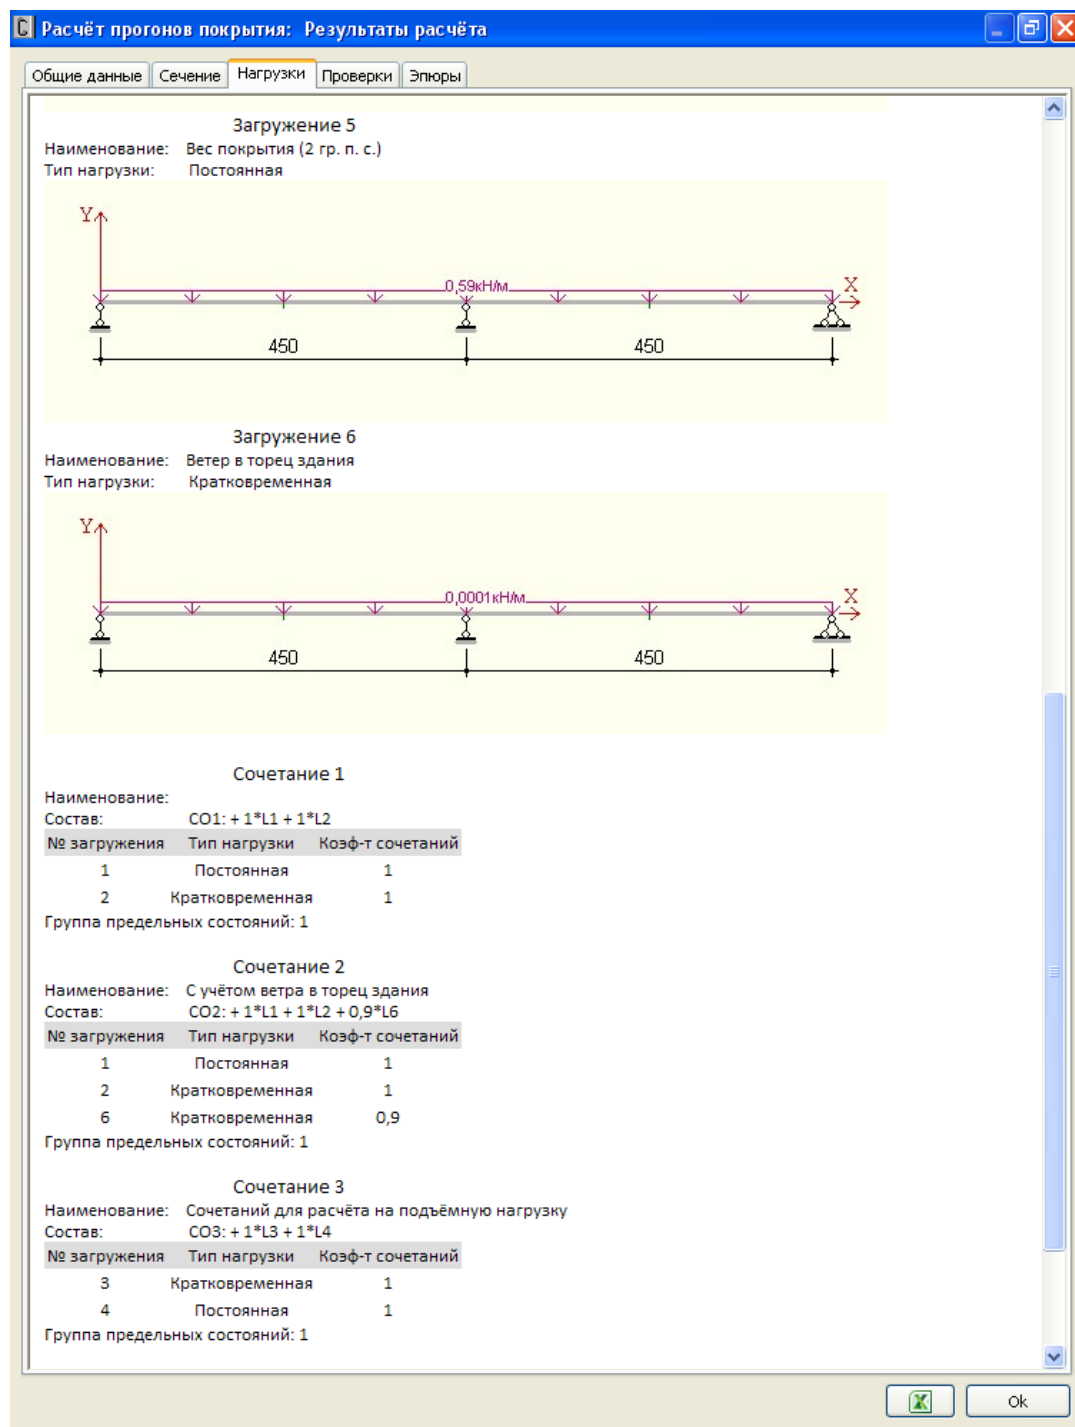 Расчёт прогонов покрытия: Результаты расчёта
Общие данные Сечение Нагрузки Проверки Эпюры
Загружение 5
Наименование: Вес покрытия (2 гр. п. с.)
Тип нагрузки: Постоянная
Y
0,59кН/м
X
450 450
Загружение 6
Наименование: Ветер в торец здания
Тип нагрузки: Кратковременная
Y
0,0001кН/м
X
450 450
Сочетание 1
Наименование:
Состав: CO1: + 1*L1 + 1*L2
№ загружения Тип нагрузки Коэф-т сочетаний
1 Постоянная 1
2 Кратковременная 1
Группа предельных состояний: 1
Сочетание 2
Наименование: С учётом ветра в торец здания
Состав: CO2: + 1*L1 + 1*L2 + 0,9*L6
№ загружения Тип нагрузки Коэф-т сочетаний
1 Постоянная 1
2 Кратковременная 1
6 Кратковременная 0,9
Группа предельных состояний: 1
Сочетание 3
Наименование: Сочетаний для расчёта на подъёмную нагрузку
Состав: CO3: + 1*L3 + 1*L4
№ загружения Тип нагрузки Коэф-т сочетаний
3 Кратковременная 1
4 Постоянная 1
Группа предельных состояний: 1
Ok